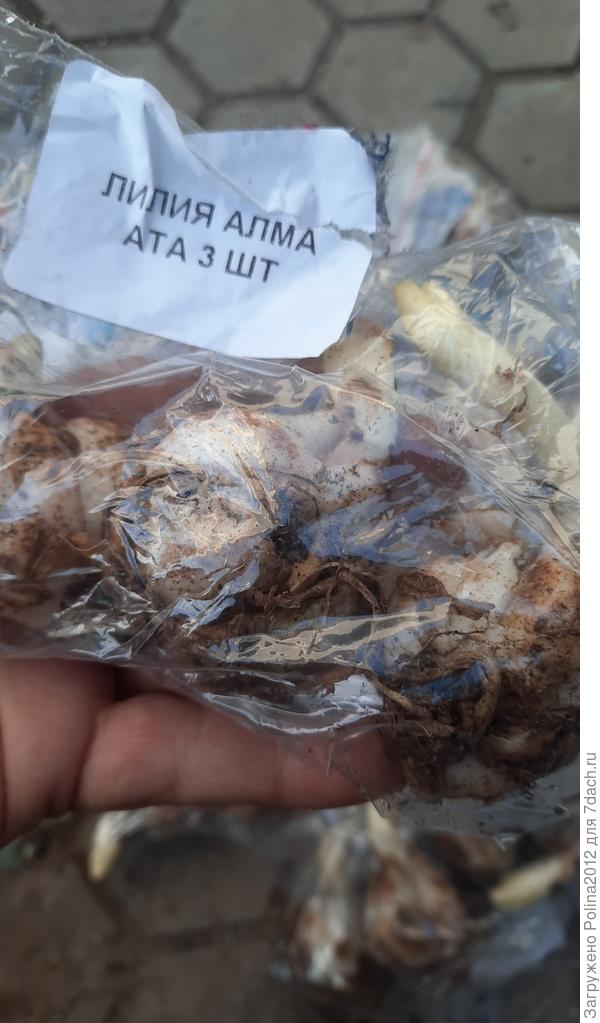 ЛИЛИЯ АЛМА
АТА 3 ШТ
Загружено Polina2012 для 7dach.ru